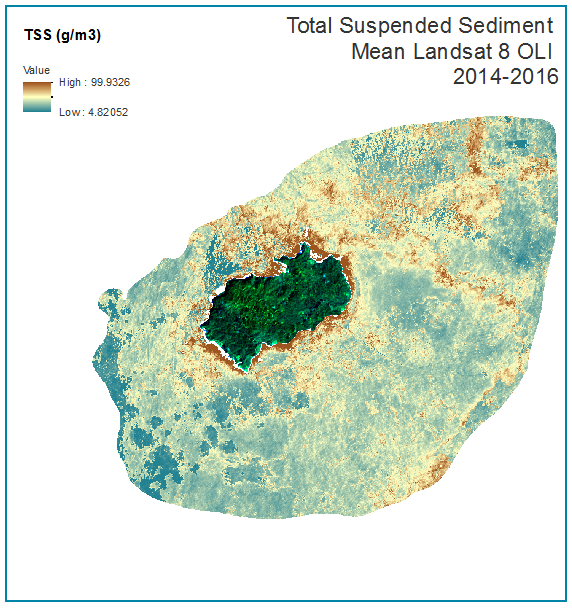 Total Suspended Sediment
Mean Landsat 8 OLI
2014-2016
TSS (g/m3)
Value
High : 99.9326
Low : 4.82052